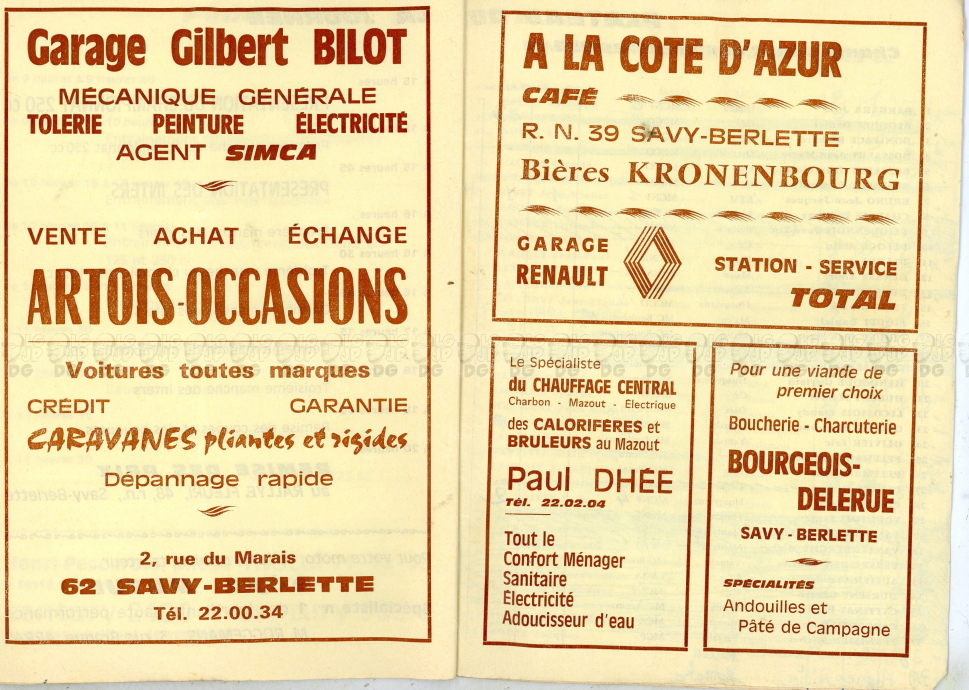 Garage Gilbert BILOT
MÉCANIQUE GÉNÉRALE
TOLERIE PEINTURE ÉLECTRICITÉ
AGENT SIMCA
VENTE ACHAT ÉCHANGE
ARTOIS-OCCASIONS
Voitures toutes marques
CRÉDIT GARANTIE
CARAVANES pliantes et rigides
Dépannage rapide
2, rue du Marais
62 SAVY-BERLETTE
Tél. 22.00.34
A LA COTE D'AZUR
CAFÉ
R. N. 39 SAVY-BERLETTE
Bières KRONENBOURG
GARAGE
RENAULT
STATION - SERVICE
TOTAL
Le Spécialiste
du CHAUFFAGE CENTRAL
Charbon - Mazout - Électrique
des CALORIFÈRES et
BRULEURS au Mazout
Paul DHÉE
Tél. 22.02.04
Tout le
Confort Ménager
Sanitaire
Électricité
Adoucisseur d'eau
Pour une viande de
premier choix
Boucherie - Charcuterie
BOURGEOIS-
DELERUE
SAVY - BERLETTE
SPÉCIALITÉS
Andouilles et
Pâté de Campagne